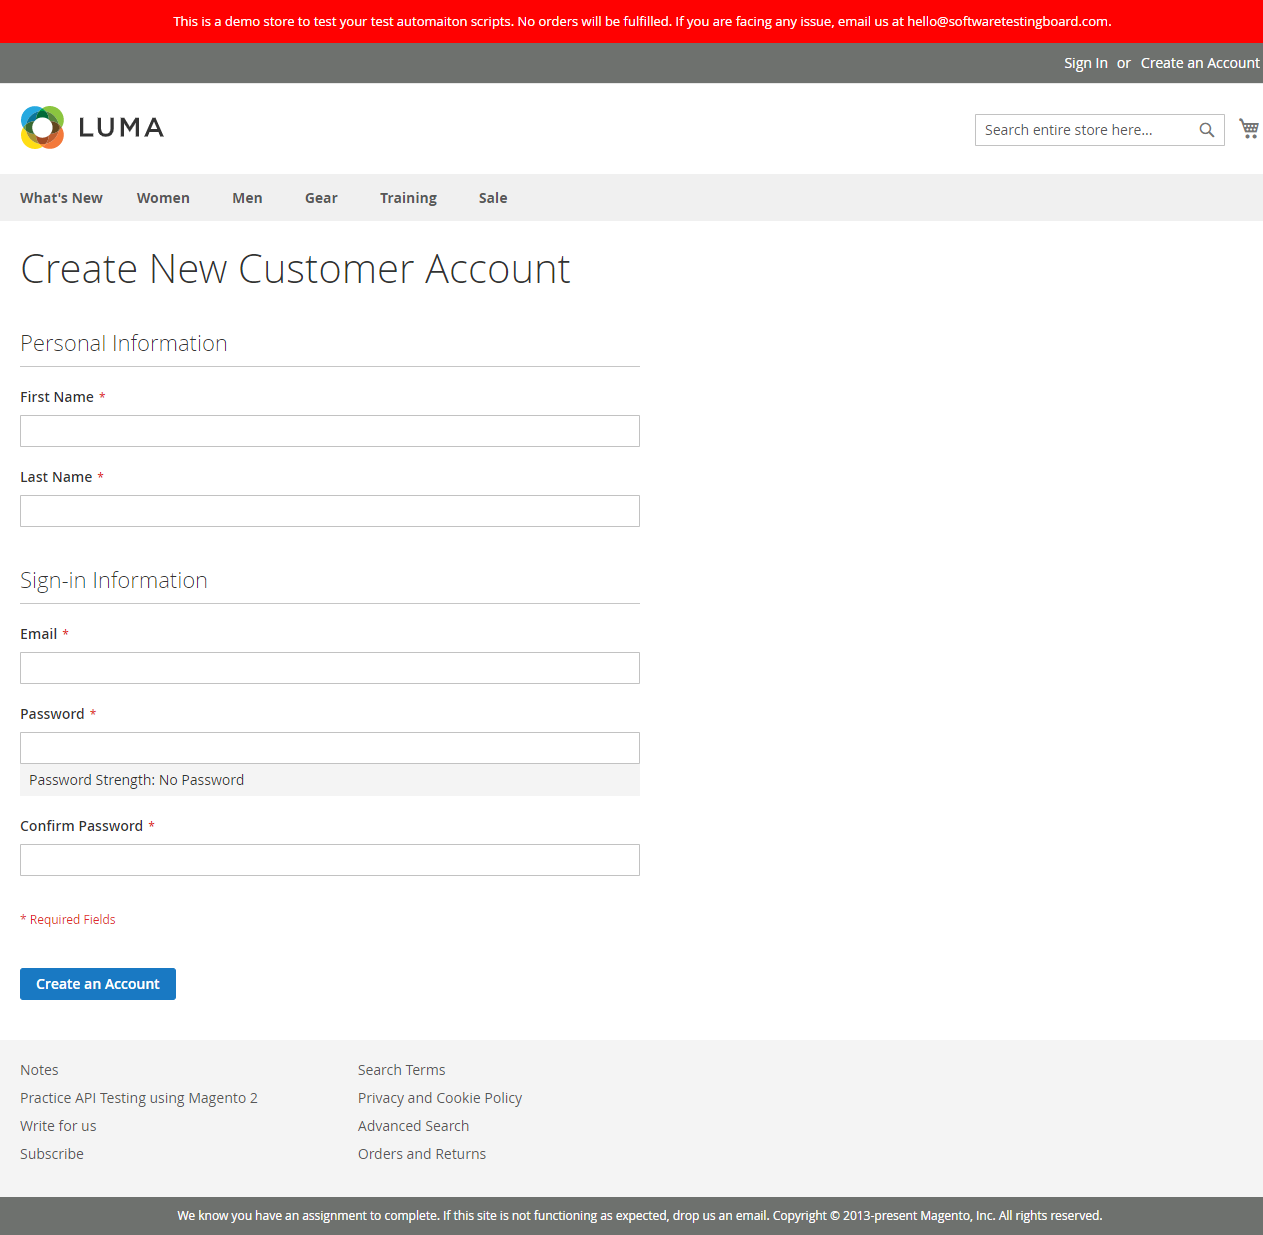 This is a demo store to test your test automaiton scripts. No orders will be fulfilled. If you are facing any issue, email us at hello@softwaretestingboard.com.
Sign In or Create an Account
LUMA
Search entire store here...
What's New Women Men Gear Training Sale
Create New Customer Account
Personal Information
First Name *
Last Name *
Sign-in Information
Email *
Password *
Password Strength: No Password
Confirm Password *
* Required Fields
Create an Account
Notes
Practice API Testing using Magento 2
Write for us
Subscribe
Search Terms
Privacy and Cookie Policy
Advanced Search
Orders and Returns
We know you have an assignment to complete. If this site is not functioning as expected, drop us an email. Copyright © 2013-present Magento, Inc. All rights reserved.